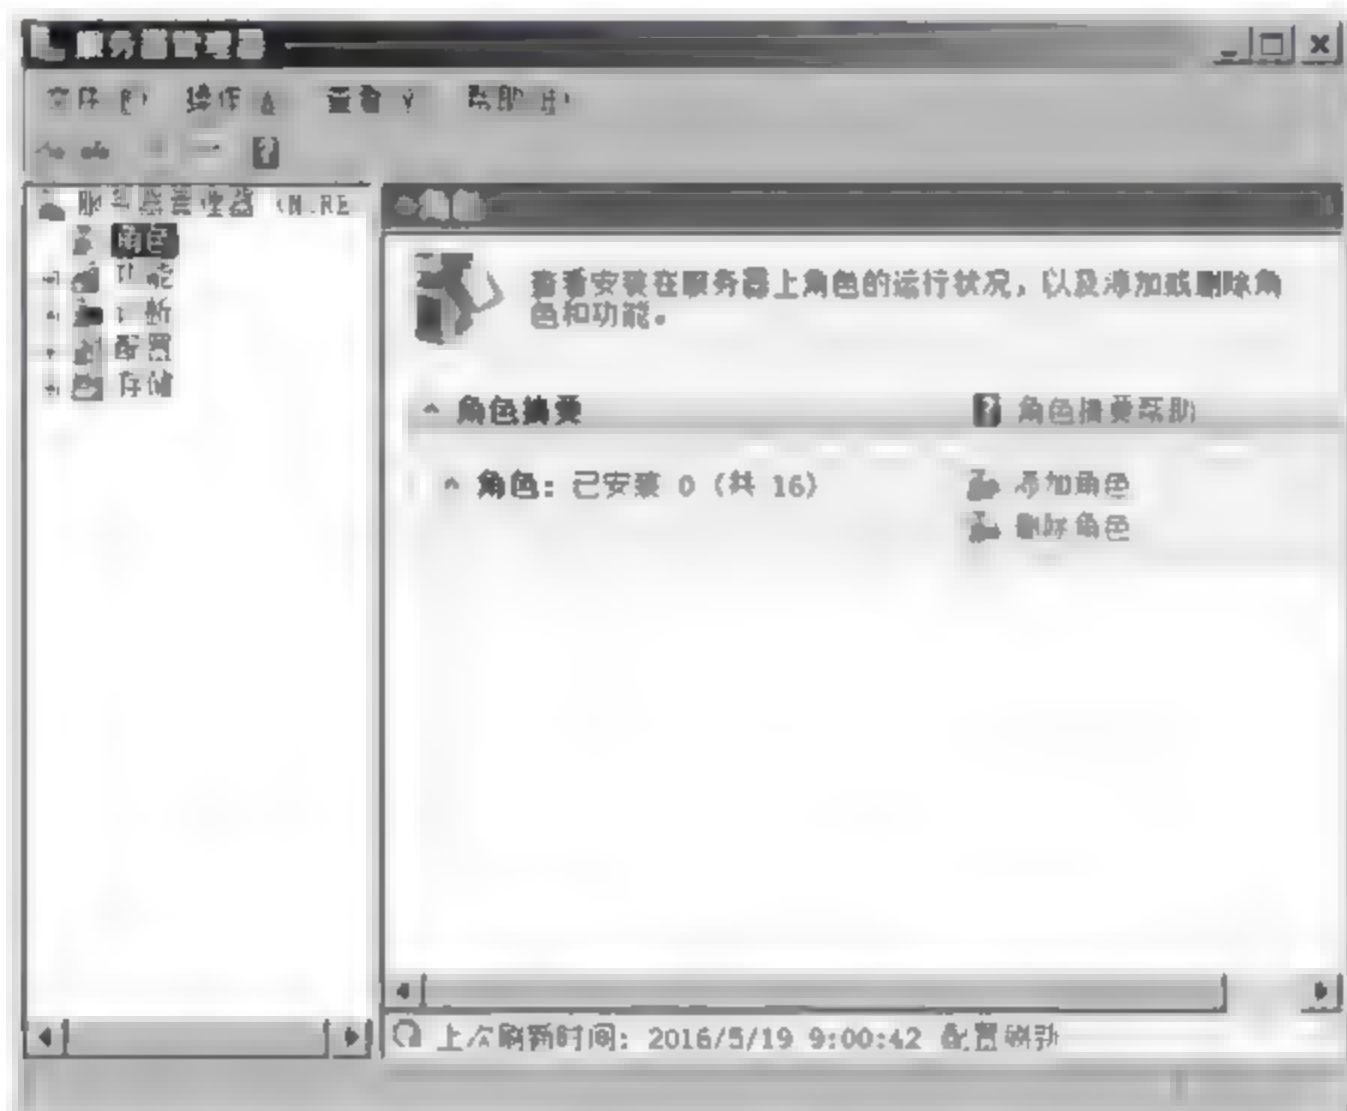 服务器管理器
文件(F) 操作(A) 查看(V) 帮助(H)
服务器管理器
角色
功能
诊断
配置
存储
角色
查看安装在服务器上角色的运行状况，以及添加或删除角
色和功能。
角色摘要 角色摘要帮助
角色：已安装 0 (共 16) 添加角色
删除角色
上次刷新时间：2016/5/19 9:00:42 配置刷新